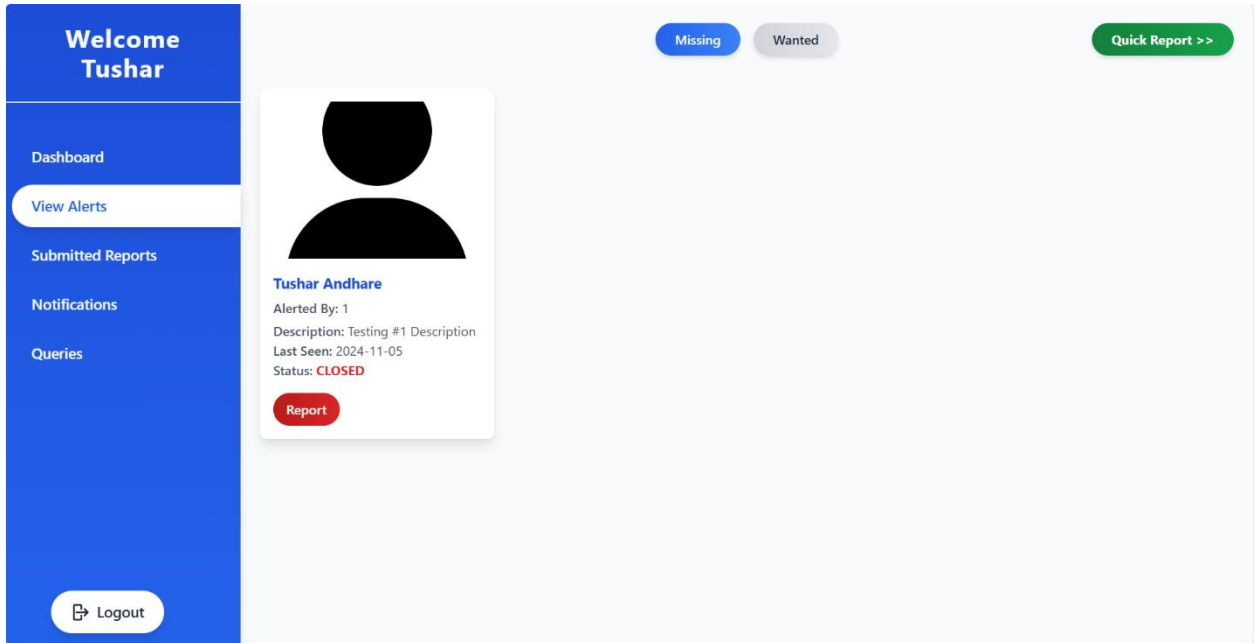 Welcome
Tushar
Dashboard
View Alerts
Submitted Reports
Notifications
Queries
Logout
Missing
Wanted
Quick Report >>
Tushar Andhare
Alerted By: 1
Description: Testing #1 Description
Last Seen: 2024-11-05
Status: CLOSED
Report